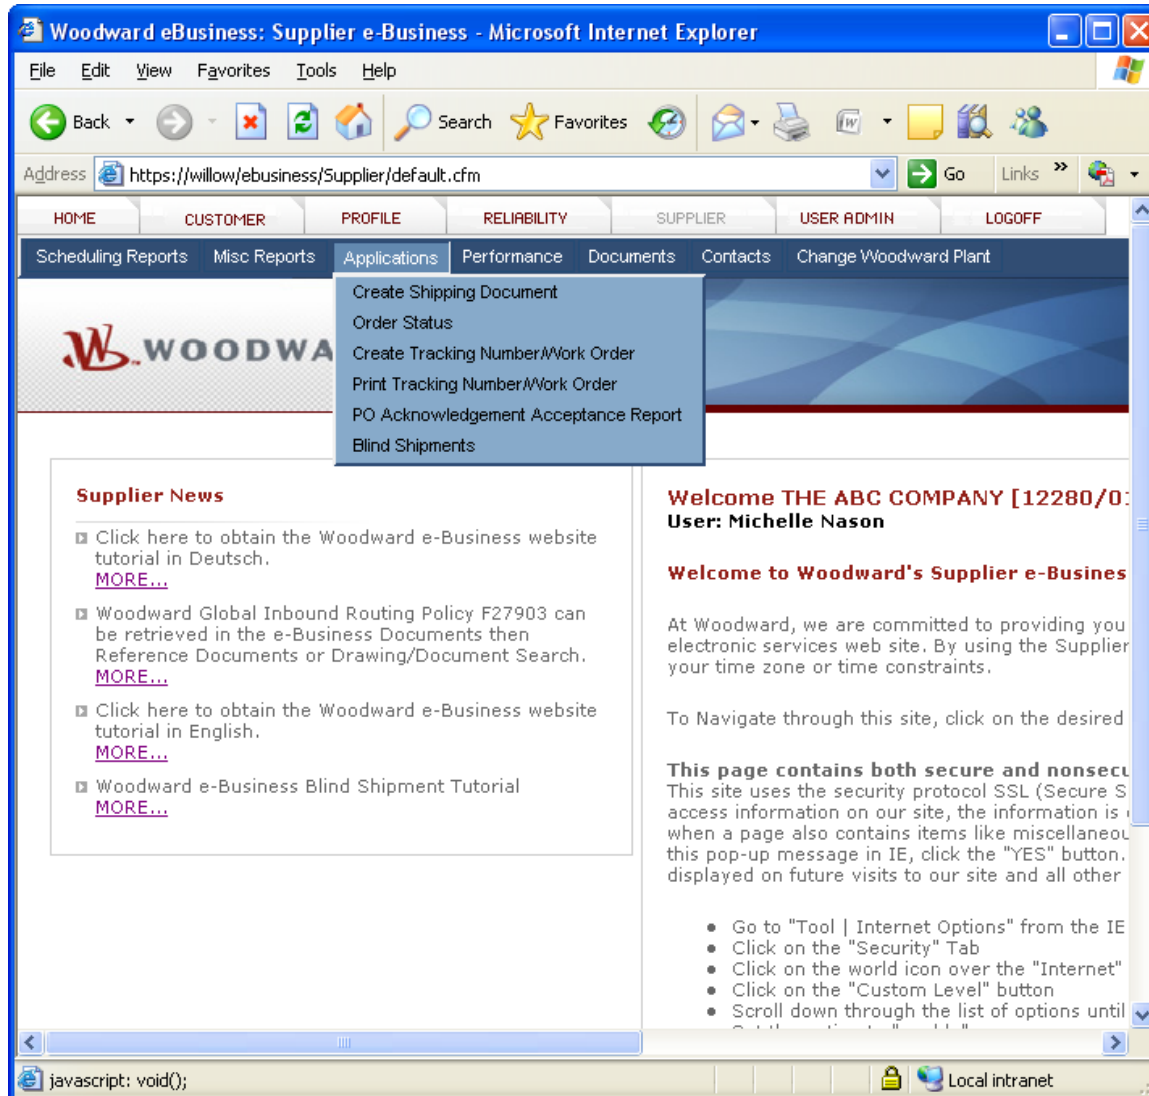 Woodward eBusiness: Supplier e-Business - Microsoft Internet Explorer
File Edit View Favorites Tools Help
Back Search Favorites
Address https://willow/ebusiness/Supplier/default.cfm Go Links »
HOME CUSTOMER PROFILE RELIABILITY SUPPLIER USER ADMIN LOGOFF
Scheduling Reports Misc Reports Applications Performance Documents Contacts Change Woodward Plant
Create Shipping Document
Order Status
Create Tracking Number/Work Order
Print Tracking Number/Work Order
PO Acknowledgement Acceptance Report
Blind Shipments
W™ WOODWA
Supplier News
Click here to obtain the Woodward e-Business website
tutorial in Deutsch.
MORE...
Woodward Global Inbound Routing Policy F27903 can
be retrieved in the e-Business Documents then
Reference Documents or Drawing/Document Search.
MORE...
Click here to obtain the Woodward e-Business website
tutorial in English.
MORE...
Woodward e-Business Blind Shipment Tutorial
MORE...
Welcome THE ABC COMPANY [12280/01
User: Michelle Nason
Welcome to Woodward's Supplier e-Busines
At Woodward, we are committed to providing you
electronic services web site. By using the Supplier
your time zone or time constraints.
To Navigate through this site, click on the desired
This page contains both secure and nonsecu
This site uses the security protocol SSL (Secure S
access information on our site, the information is
when a page also contains items like miscellaneou
this pop-up message in IE, click the "YES" button.
displayed on future visits to our site and all other
Go to "Tool | Internet Options" from the IE
Click on the "Security" Tab
Click on the world icon over the "Internet"
Click on the "Custom Level" button
Scroll down through the list of options until
javascript: void(); Local intranet